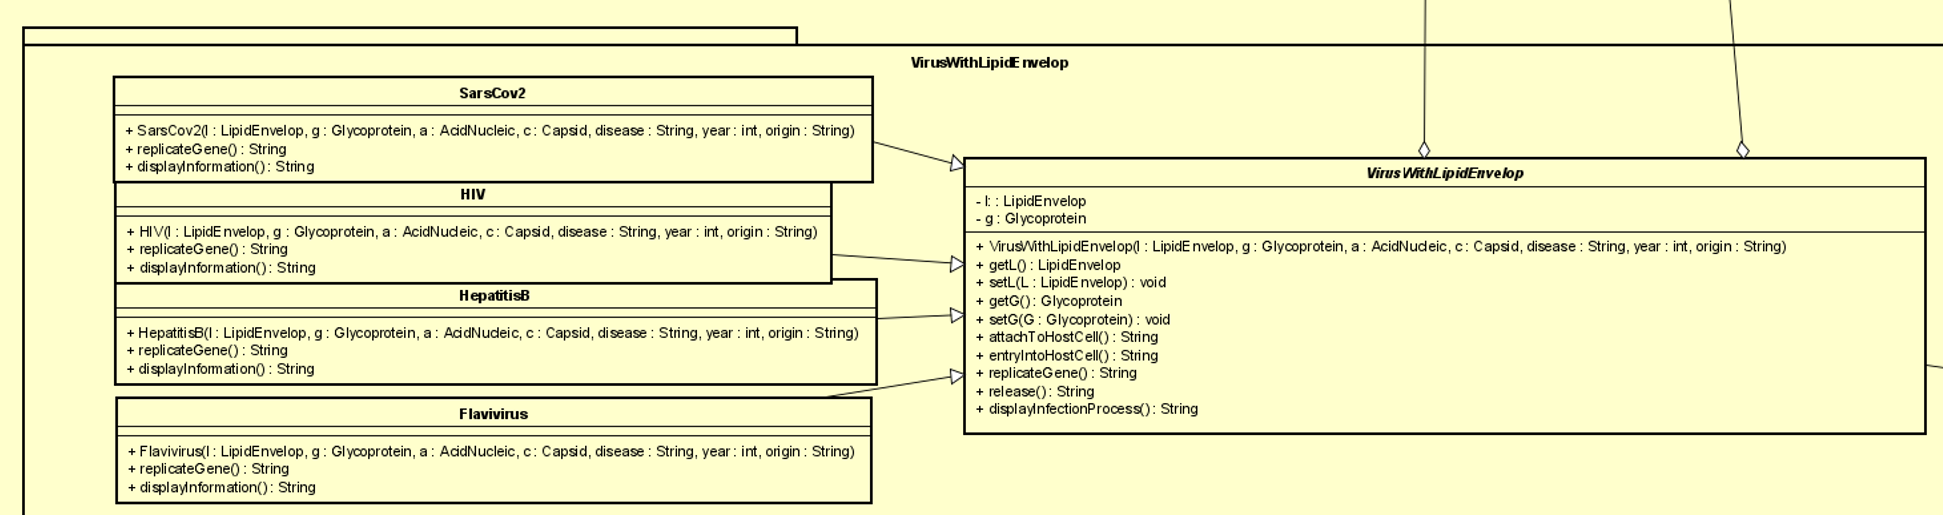 VirusWithLipidEnvelop
SarsCov2
+ SarsCov2(l : LipidEnvelop, g : Glycoprotein, a : AcidNucleic, c : Capsid, disease : String, year : int, origin : String)
+ replicateGene() : String
+ displayInformation() : String
HIV
+ HIV(l : LipidEnvelop, g : Glycoprotein, a : AcidNucleic, c : Capsid, disease : String, year : int, origin : String)
+ replicateGene() : String
+ displayInformation() : String
HepatitisB
+ HepatitisB(l : LipidEnvelop, g : Glycoprotein, a : AcidNucleic, c : Capsid, disease : String, year : int, origin : String)
+ replicateGene() : String
+ displayInformation() : String
Flavivirus
+ Flavivirus(l : LipidEnvelop, g : Glycoprotein, a : AcidNucleic, c : Capsid, disease : String, year : int, origin : String)
+ replicateGene() : String
+ displayInformation() : String
VirusWithLipidEnvelop
- l: : LipidEnvelop
- g : Glycoprotein
+ VirusWithLipidEnvelop(l : LipidEnvelop, g : Glycoprotein, a : AcidNucleic, c : Capsid, disease : String, year : int, origin : String)
+ getL() : LipidEnvelop
+ setL(L : LipidEnvelop) : void
+ getG() : Glycoprotein
+ setG(G : Glycoprotein) : void
+ attachToHostCell() : String
+ entryIntoHostCell() : String
+ replicateGene() : String
+ release() : String
+ displayInfectionProcess() : String